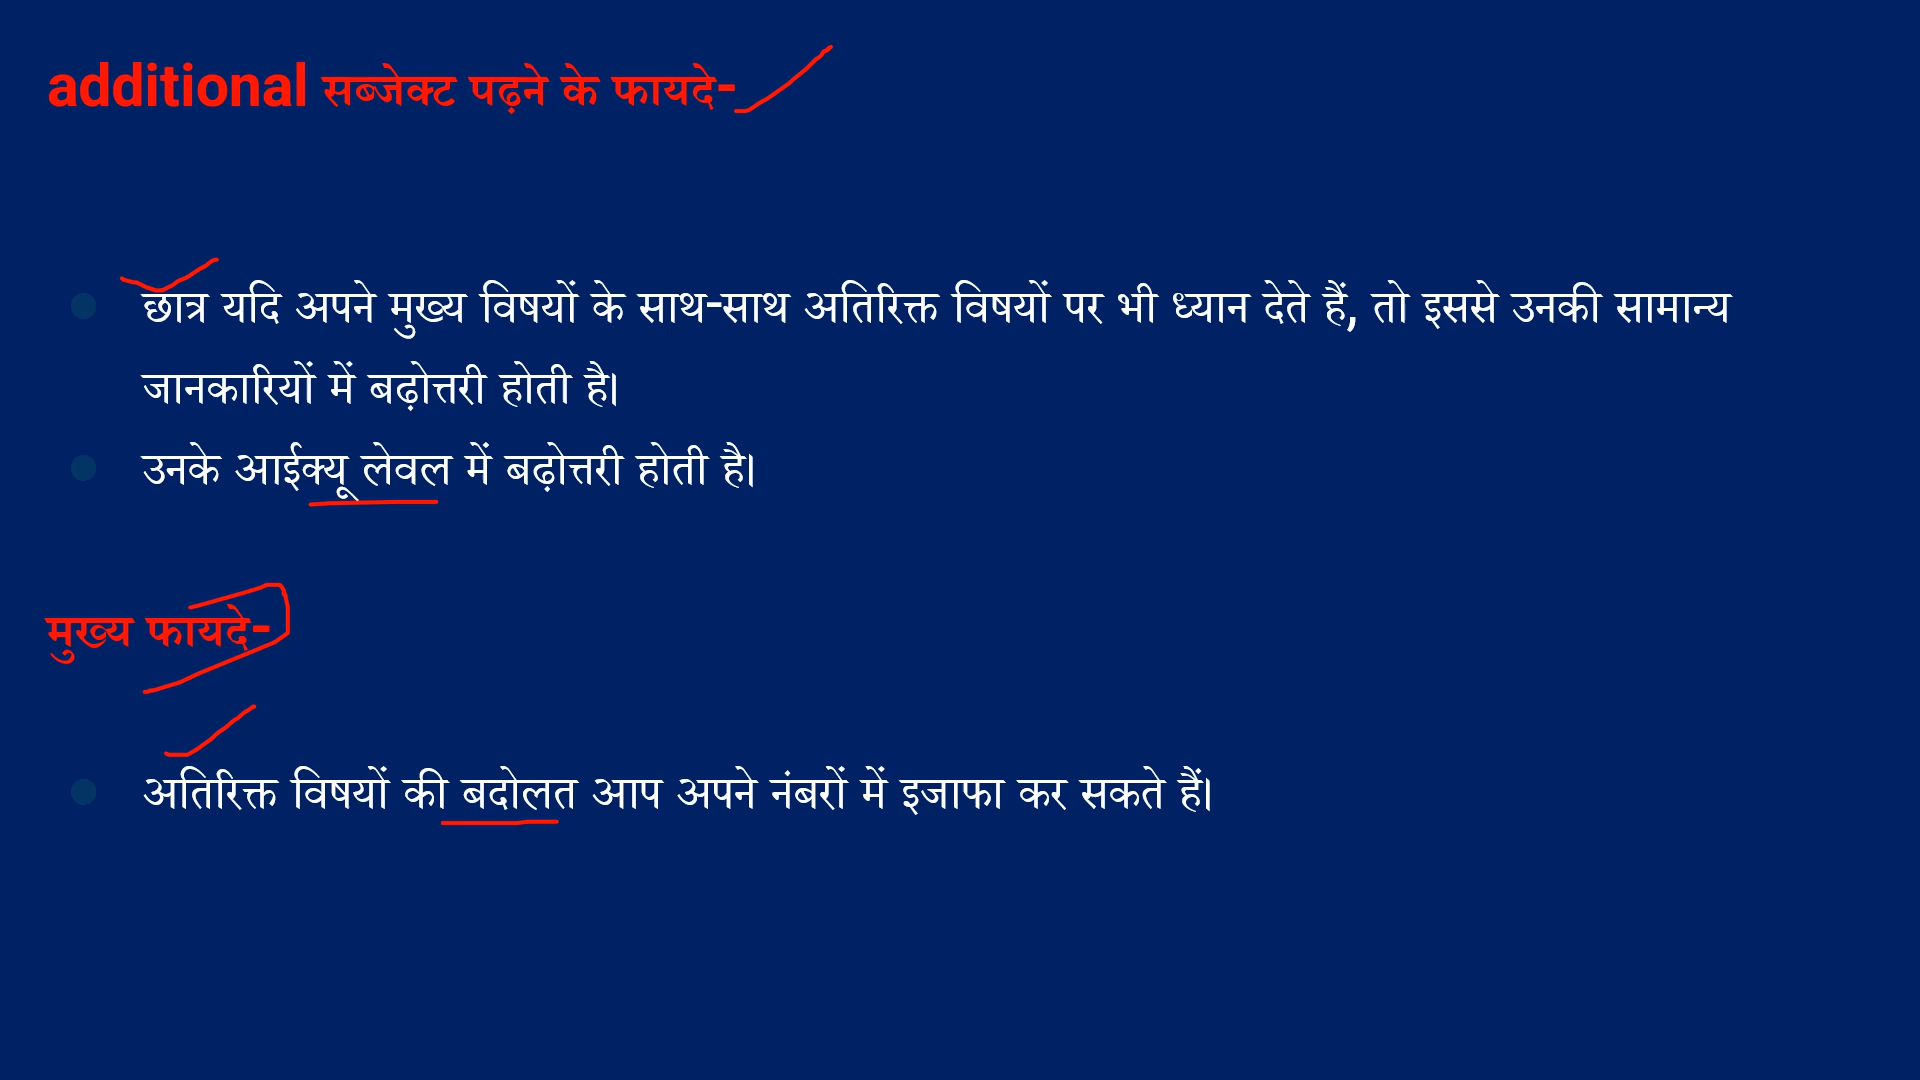 additional सब्जेक्ट पढ़ने के फायदे-
छात्र यदि अपने मुख्य विषयों के साथ-साथ अतिरिक्त विषयों पर भी ध्यान देते हैं, तो इससे उनकी सामान्य
जानकारियों में बढ़ोत्तरी होती है।
उनके आईक्यू लेवल में बढ़ोत्तरी होती है।
मुख्य फायदे-
अतिरिक्त विषयों की बदोलत आप अपने नंबरों में इजाफा कर सकते हैं।